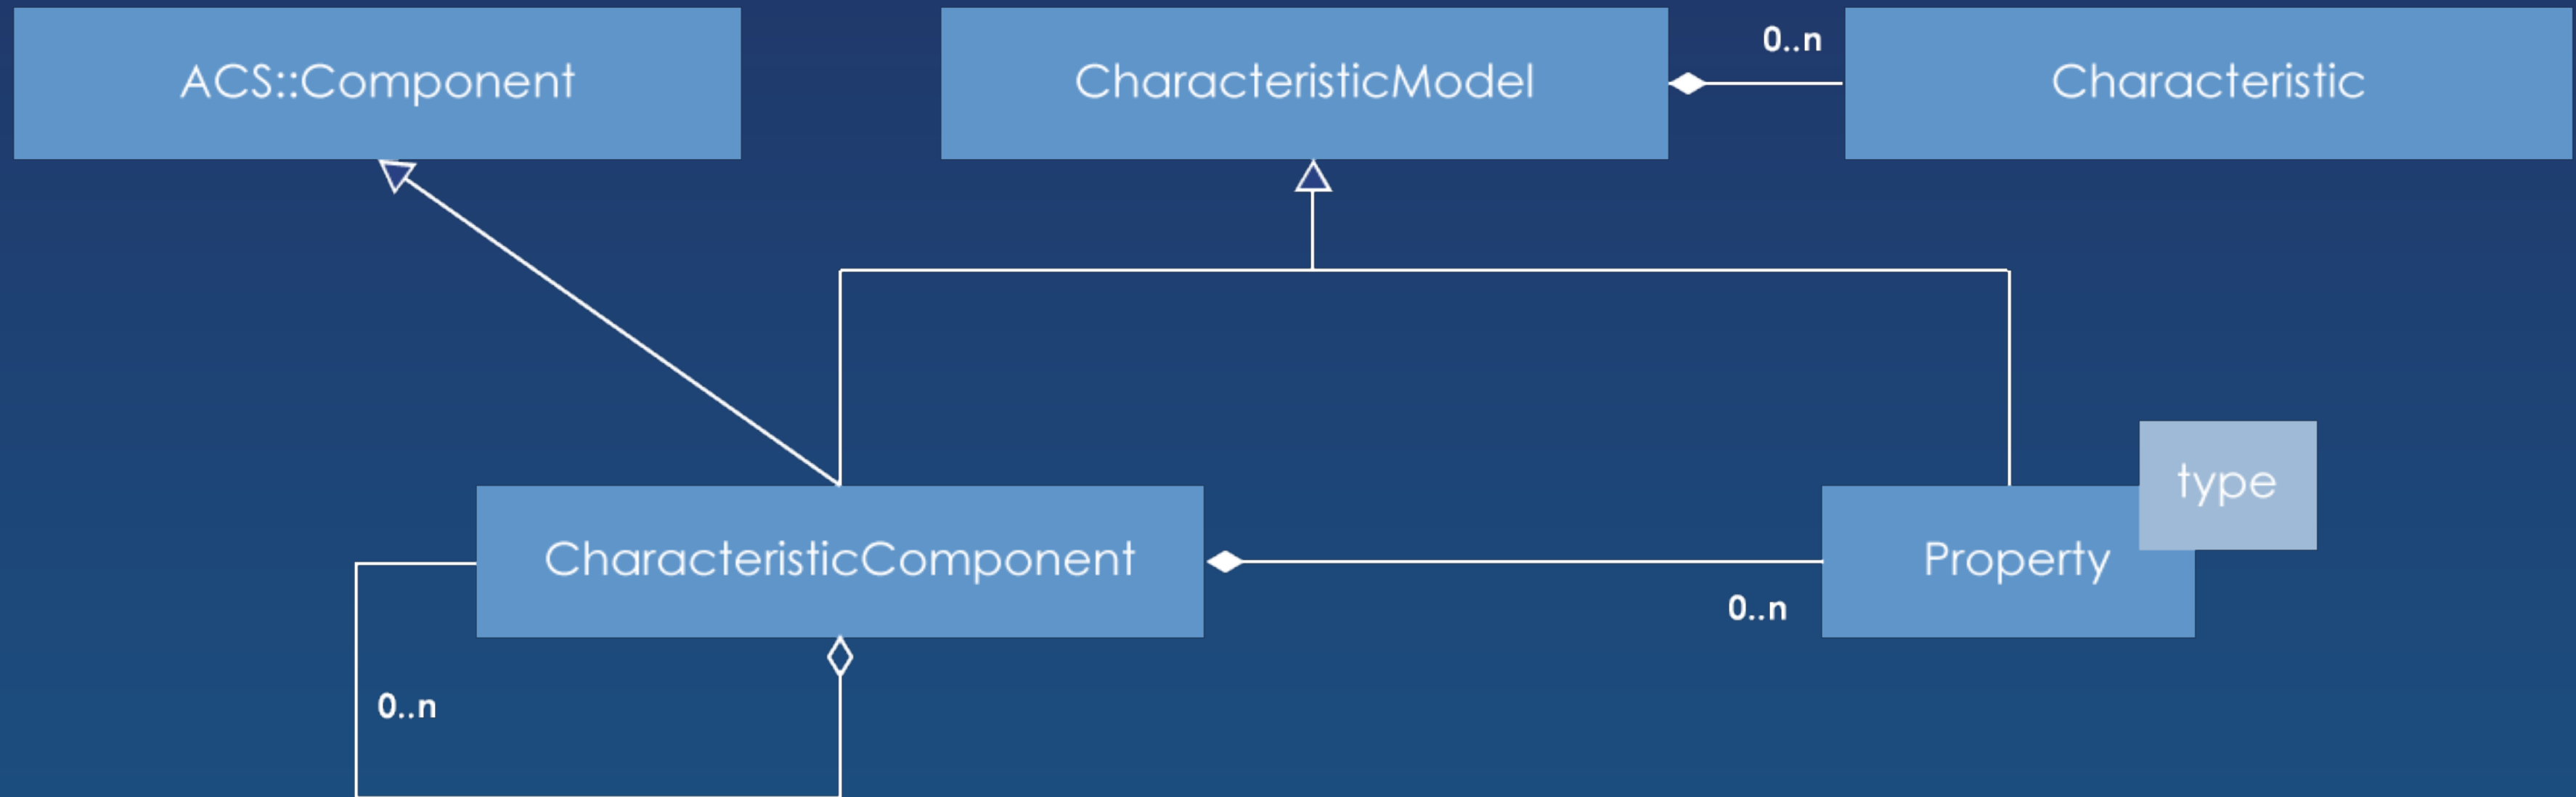 ACS::Component
CharacteristicModel
0..n
Characteristic
type
CharacteristicComponent
Property
0..n
0..n